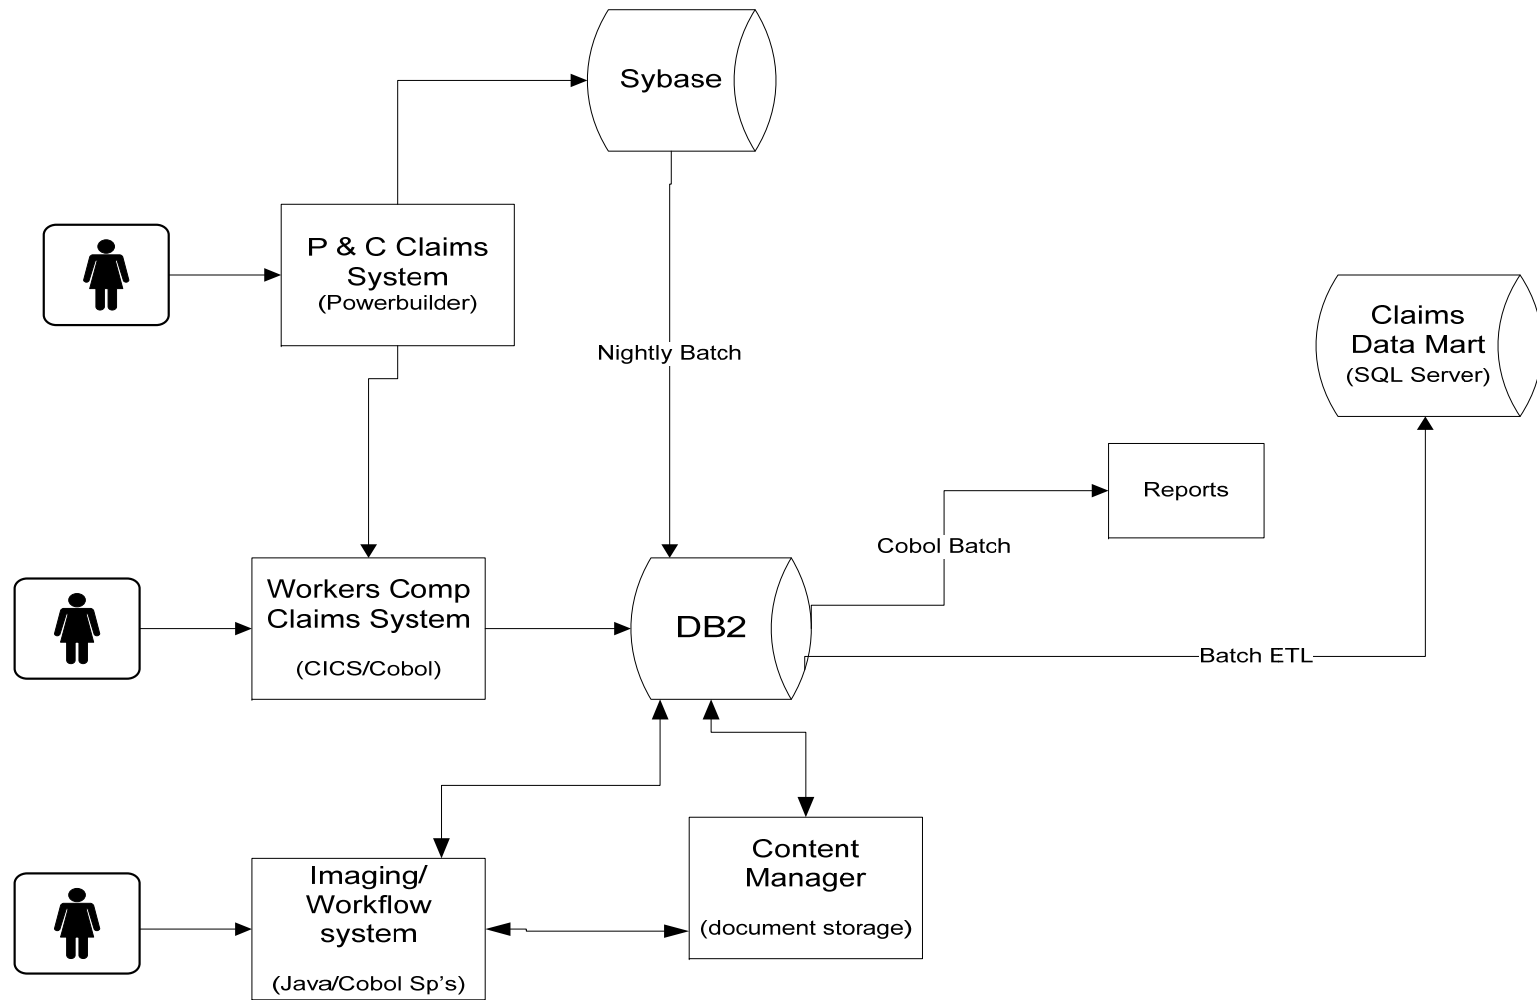 Sybase
P & C Claims
System
(Powerbuilder)
Nightly Batch
Claims
Data Mart
(SQL Server)
Reports
Cobol Batch
Workers Comp
Claims System
(CICS/Cobol)
DB2
Batch ETL
Content
Manager
(document storage)
Imaging/
Workflow
system
(Java/Cobol Sp's)